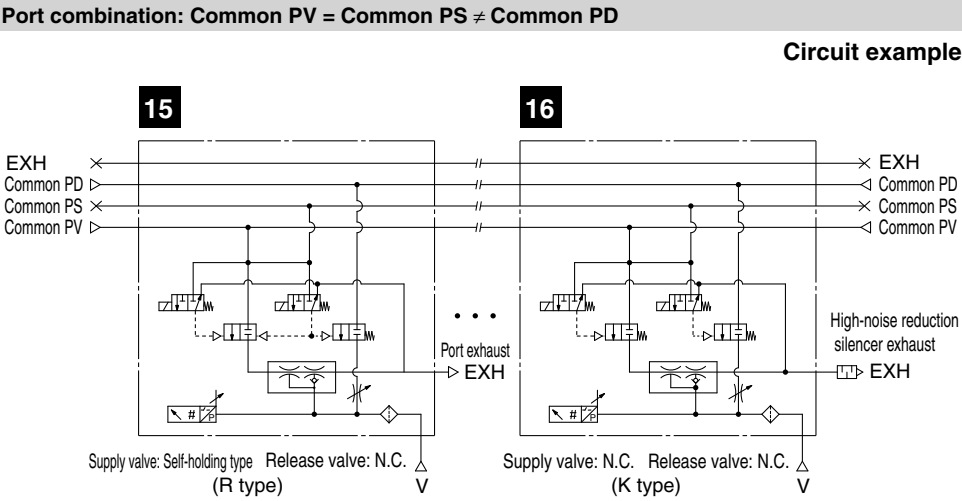 Port combination: Common PV = Common PS ≠ Common PD
Circuit example
15
16
EXH
EXH
Common PD
Common PD
Common PS
Common PS
Common PV
Common PV
• • •
High-noise reduction
silencer exhaust
Port exhaust
EXH
EXH
# P
# P
Supply valve: Self-holding type Release valve: N.C.
(R type)
V
Supply valve: N.C. Release valve: N.C.
(K type)
V